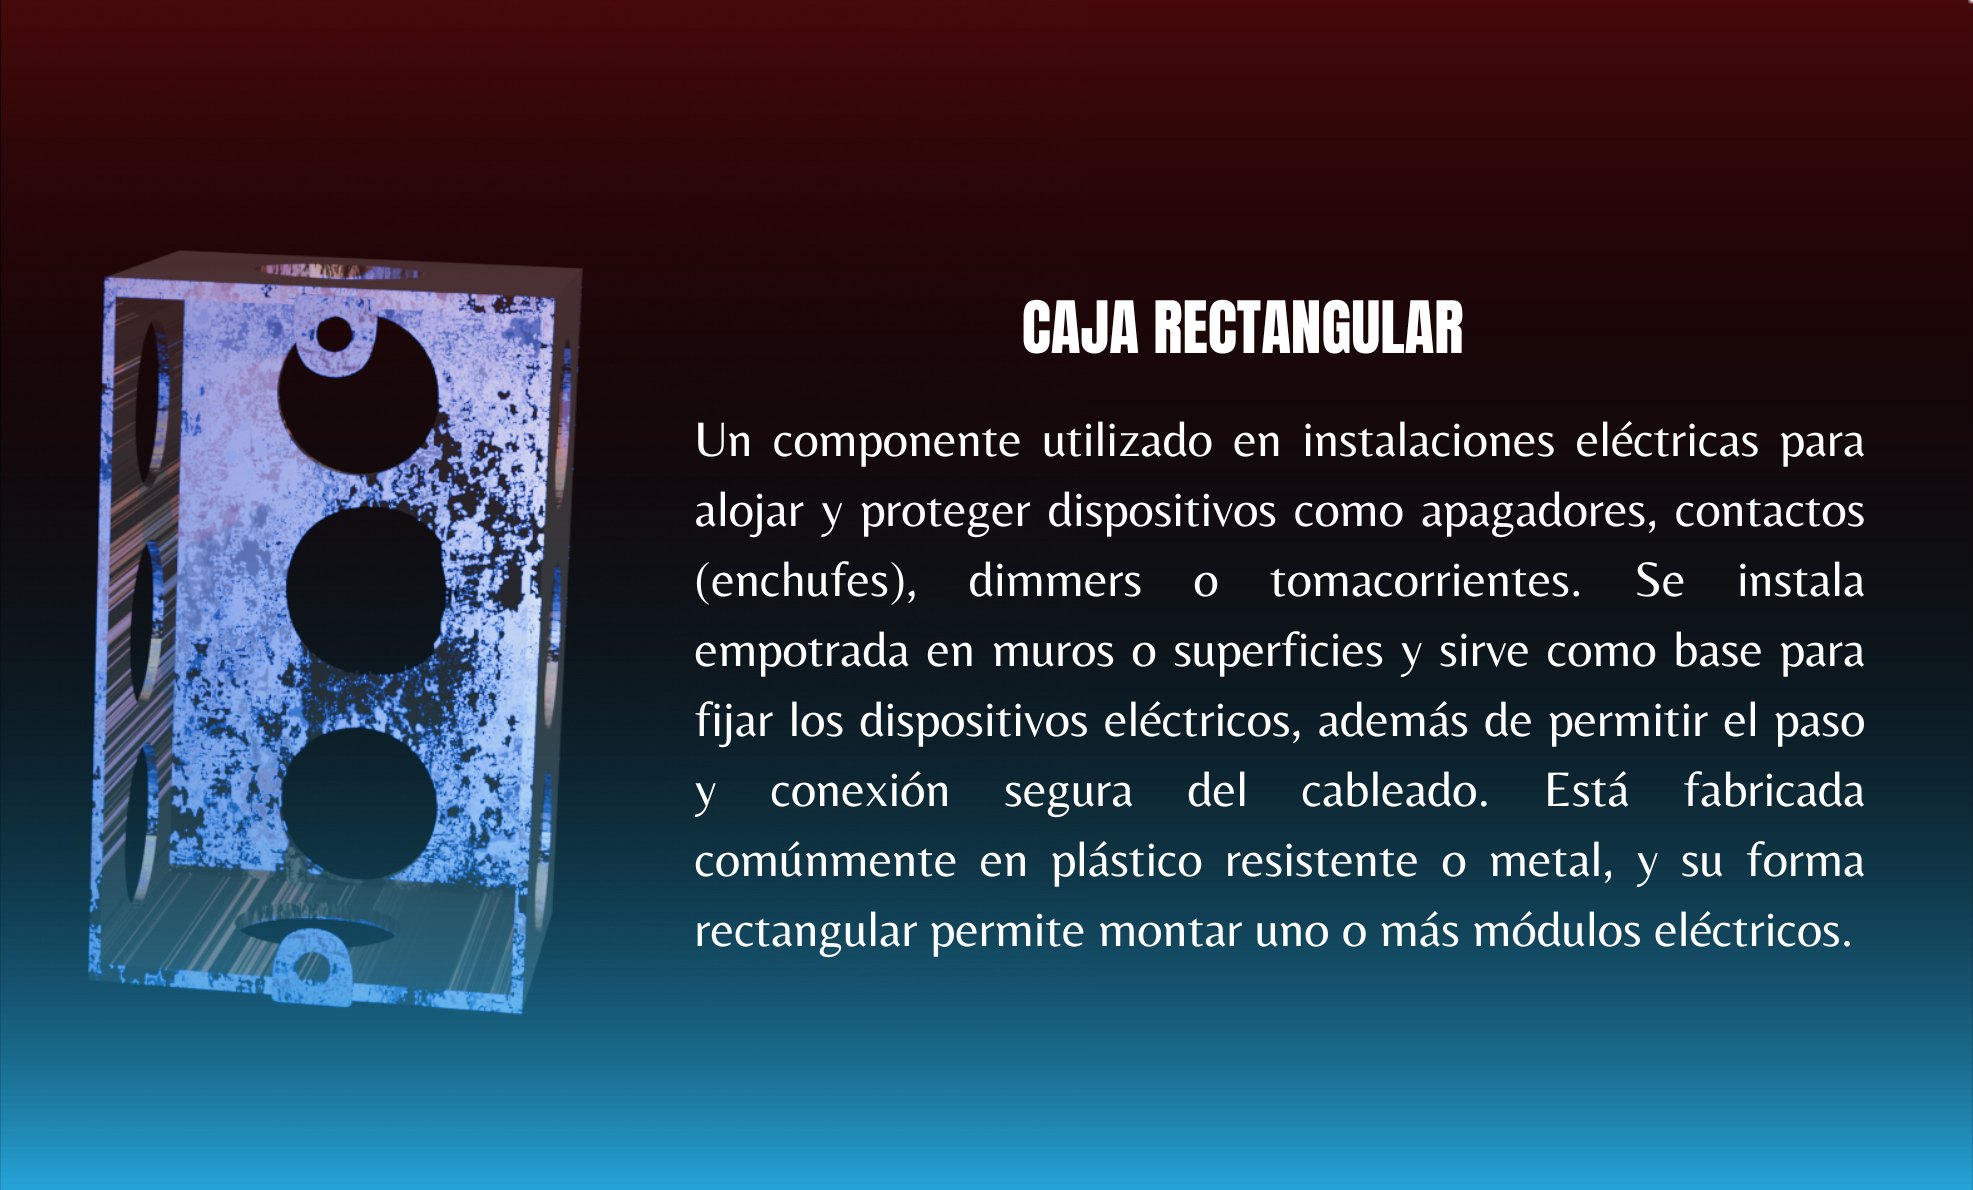 CAJA RECTANGULAR
Un componente utilizado en instalaciones eléctricas para
alojar y proteger dispositivos como apagadores, contactos
(enchufes), dimmers o tomacorrientes. Se instala
empotrada en muros o superficies y sirve como base para
fijar los dispositivos eléctricos, además de permitir el paso
y conexión segura del cableado. Está fabricada
comúnmente en plástico resistente o metal, y su forma
rectangular permite montar uno o más módulos eléctricos.